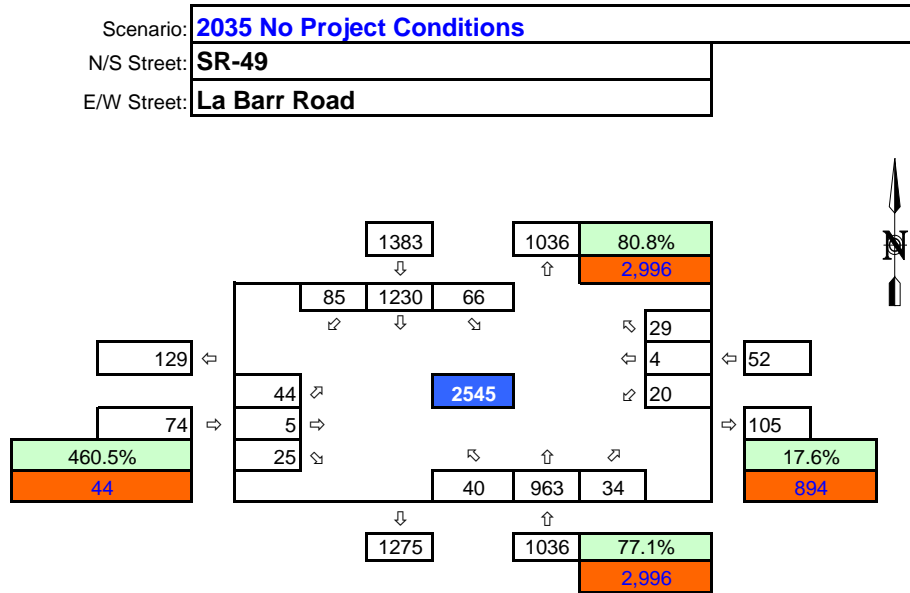 Scenario: 2035 No Project Conditions
N/S Street: SR-49
E/W Street: La Barr Road
N
1383 1036 80.8%
⇩ ⇧ 2,996
85 1230 66
⬃ ⇩ ⬂
⬁ 29
129 ⇦ ⇦ 4 ⇦ 52
44 ⬀ 2545 ⬃ 20
74 ⇨ 5 ⇨ ⇨ 105
460.5% 25 ⬂ ⬁ ⇧ ⬀ 17.6%
44 40 963 34 894
⇩ ⇧
1275 1036 77.1%
2,996